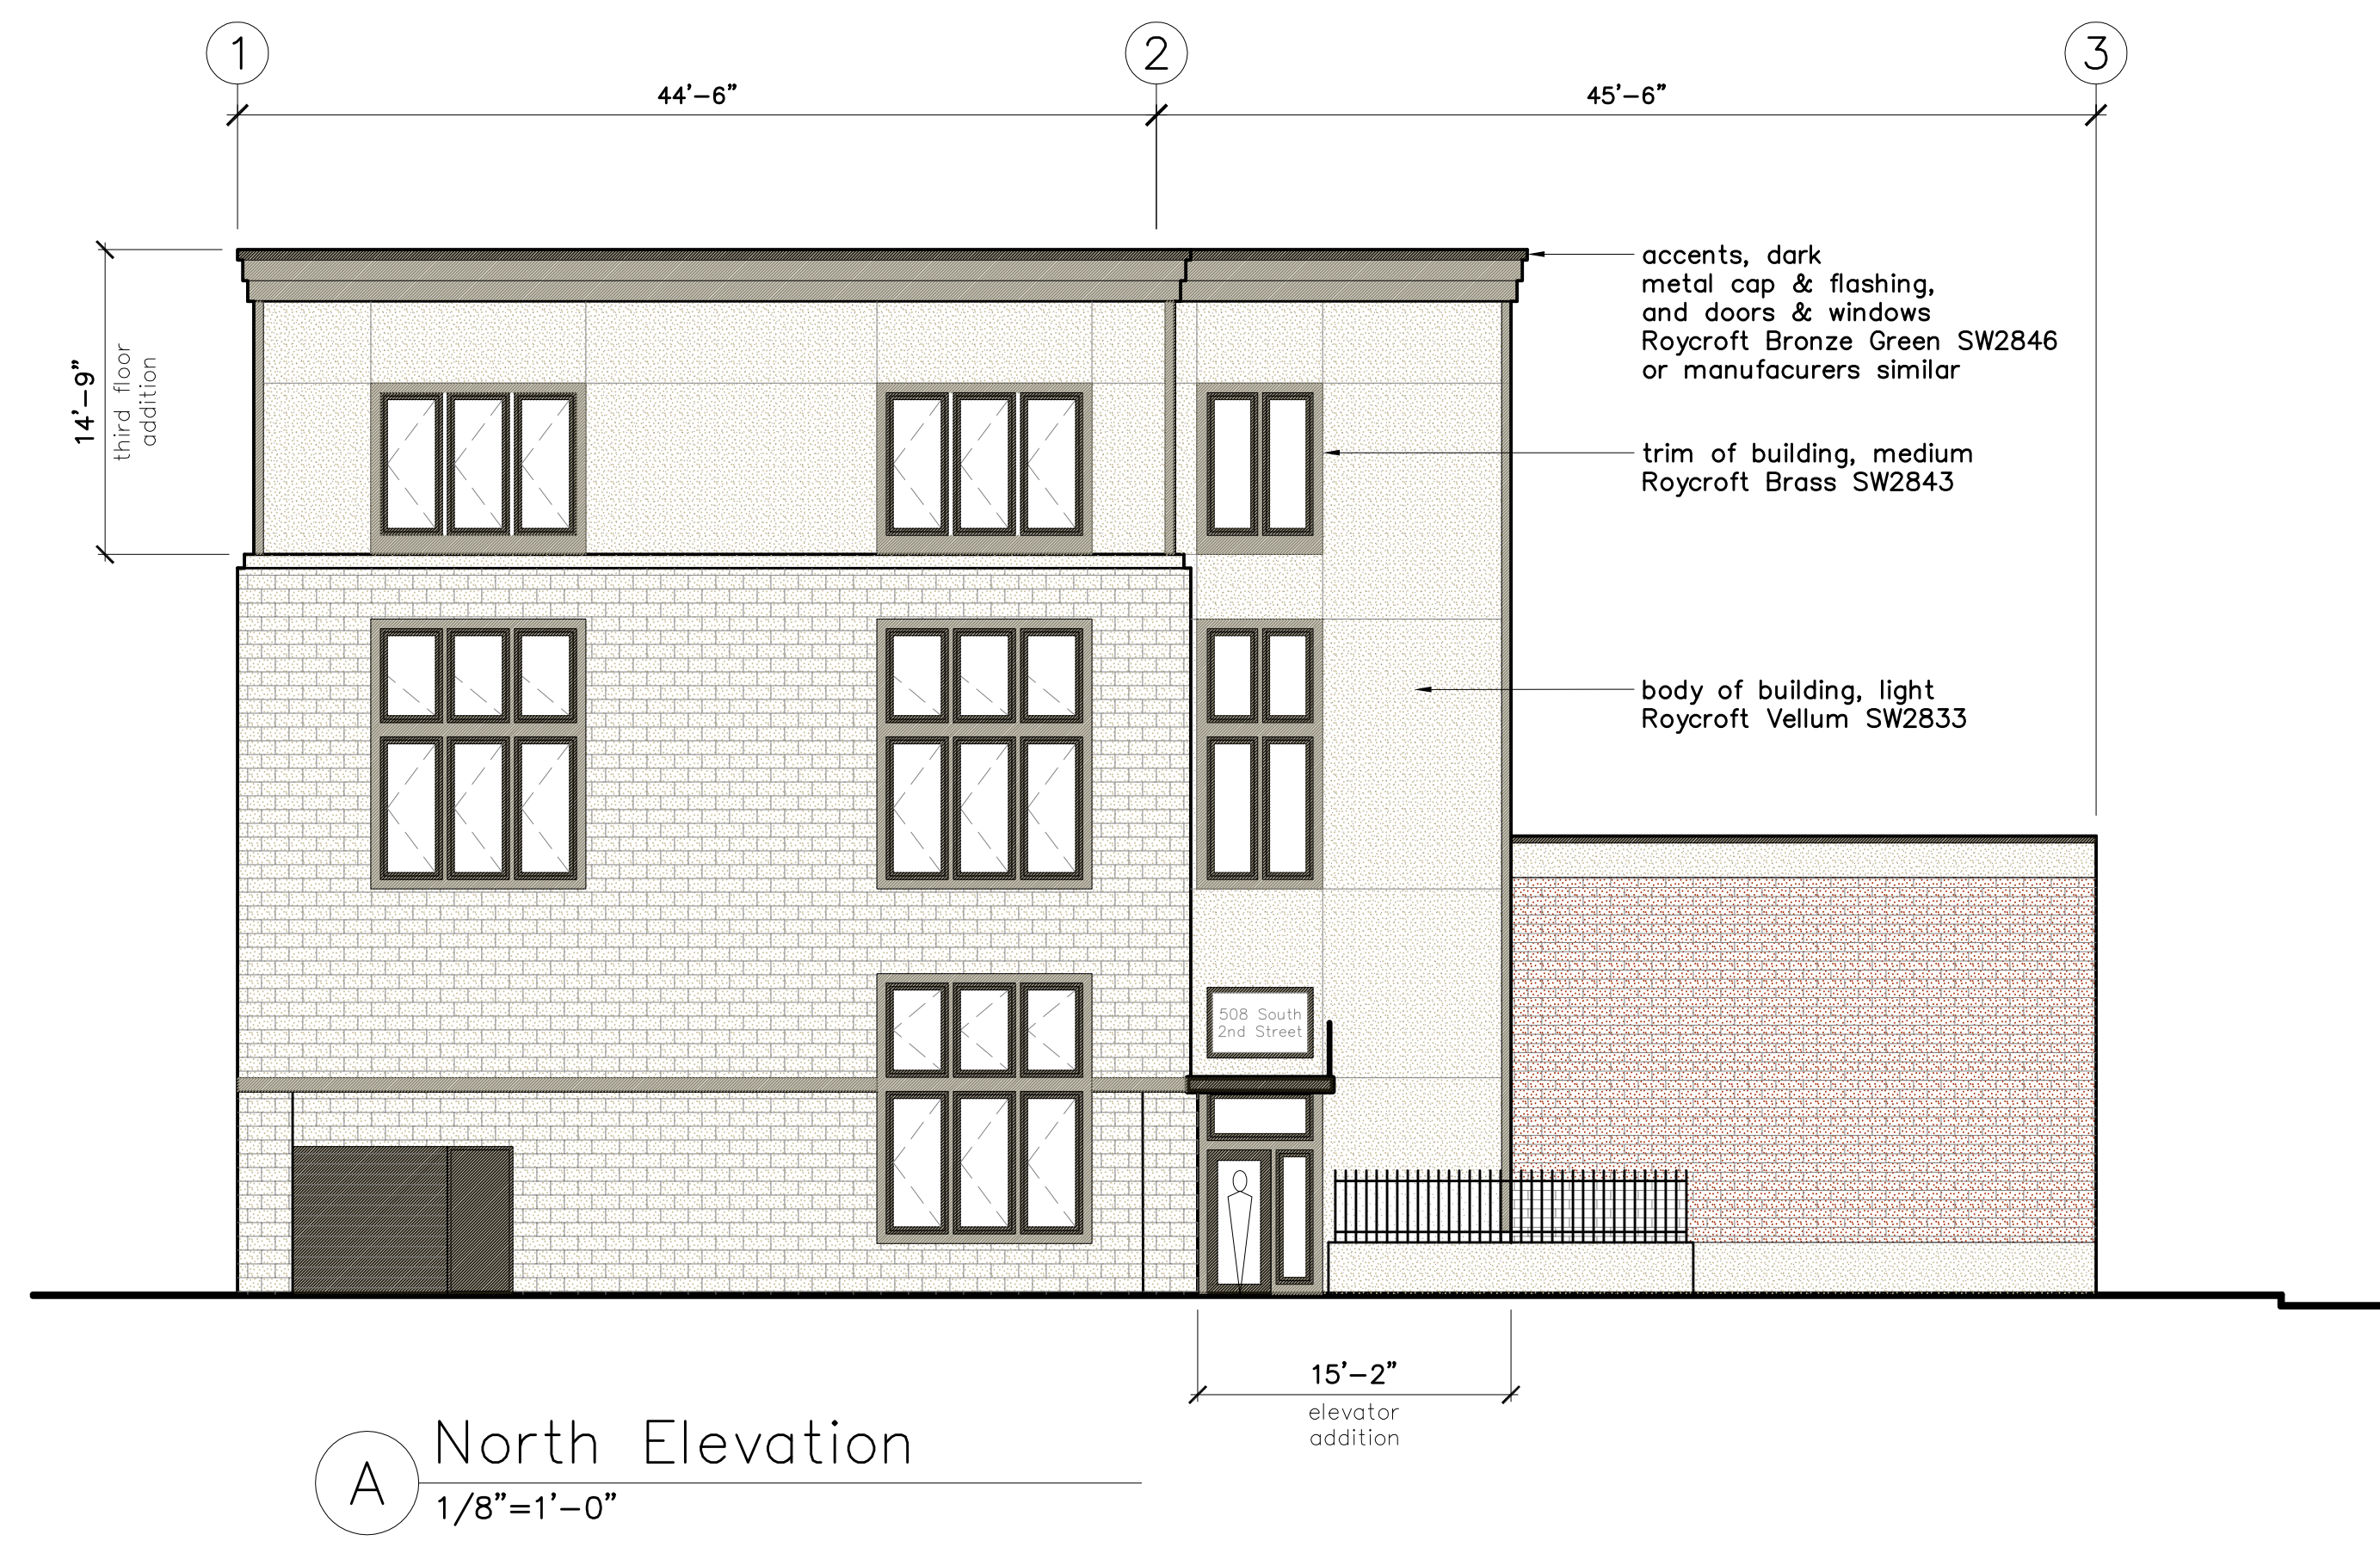 1
2
3
44'-6"
45'-6"
14'-9"
third floor
addition
accents, dark
metal cap & flashing,
and doors & windows
Roycroft Bronze Green SW2846
or manufacurers similar
trim of building, medium
Roycroft Brass SW2843
body of building, light
Roycroft Vellum SW2833
508 South
2nd Street
15'-2"
elevator
addition
A
North Elevation
1/8"=1'-0"